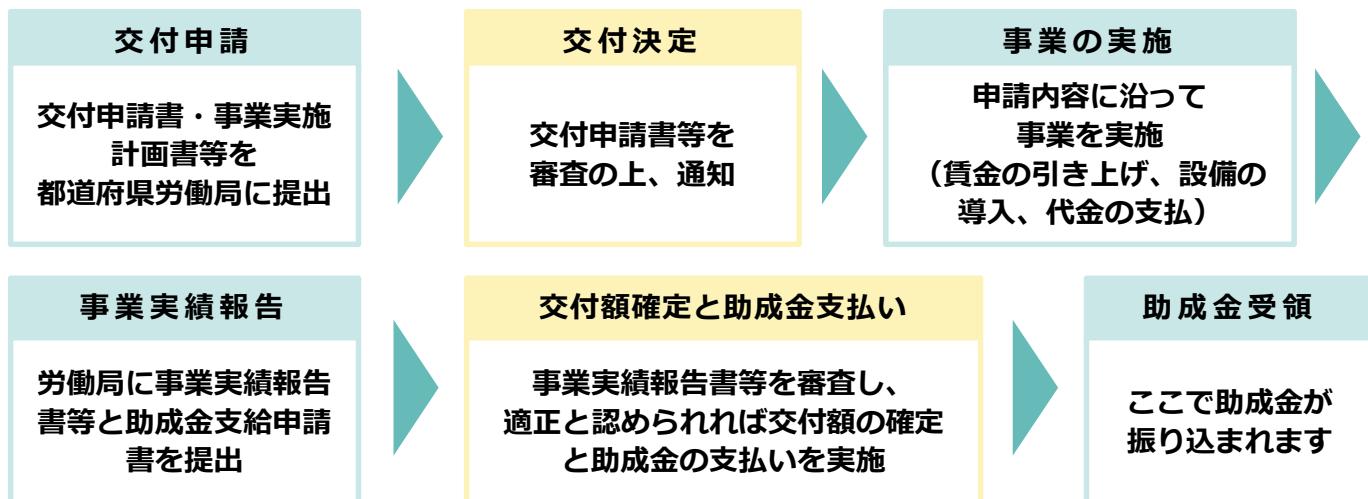 交付申請
交付申請書・事業実施
計画書等を
都道府県労働局に提出
交付決定
交付申請書等を
審査の上、通知
事業の実施
申請内容に沿って
事業を実施
（賃金の引き上げ、設備の
導入、代金の支払）
事業実績報告
労働局に事業実績報告
書等と助成金支給申請
書を提出
交付額確定と助成金支払い
事業実績報告書等を審査し、
適正と認められれば交付額の確定
と助成金の支払いを実施
助成金受領
ここで助成金が
振り込まれます